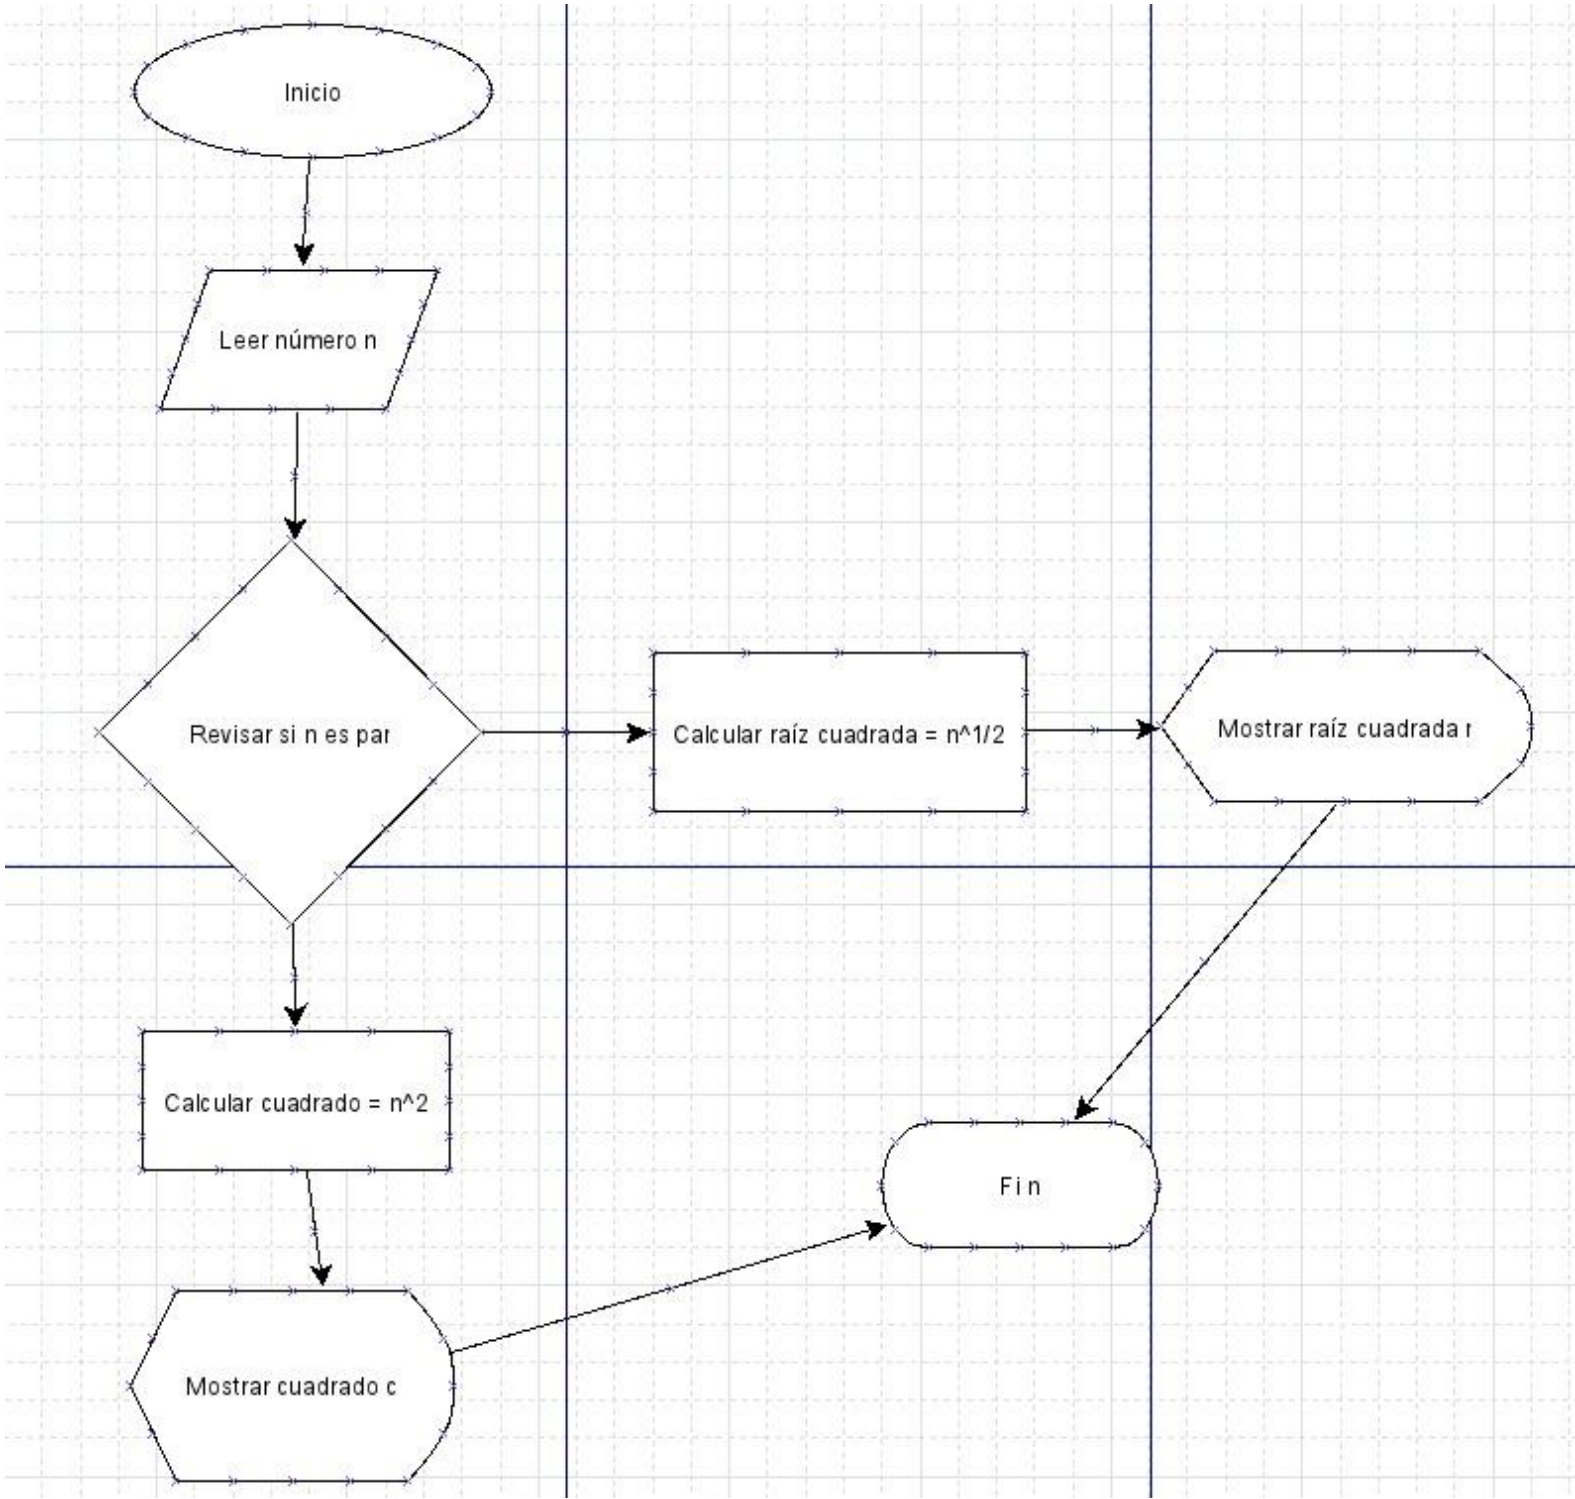 Inicio
Leer número n
Revisar si n es par
Calcular raíz cuadrada = n^1/2
Mostrar raíz cuadrada r
Calcular cuadrado = n^2
Fin
Mostrar cuadrado c